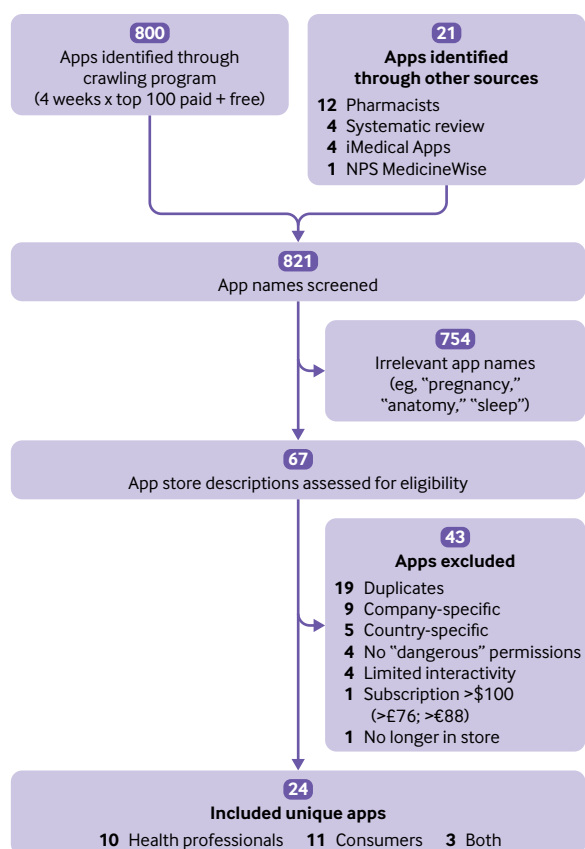 800
Apps identified through
crawling program
(4 weeks x top 100 paid + free)
21
Apps identified
through other sources
12 Pharmacists
4 Systematic review
4 iMedical Apps
1 NPS MedicineWise
821
App names screened
754
Irrelevant app names
(eg, "pregnancy,"
"anatomy," "sleep")
67
App store descriptions assessed for eligibility
43
Apps excluded
19 Duplicates
9 Company-specific
5 Country-specific
4 No "dangerous" permissions
4 Limited interactivity
1 Subscription >$100
(>£76; >€88)
1 No longer in store
24
Included unique apps
10 Health professionals 11 Consumers 3 Both